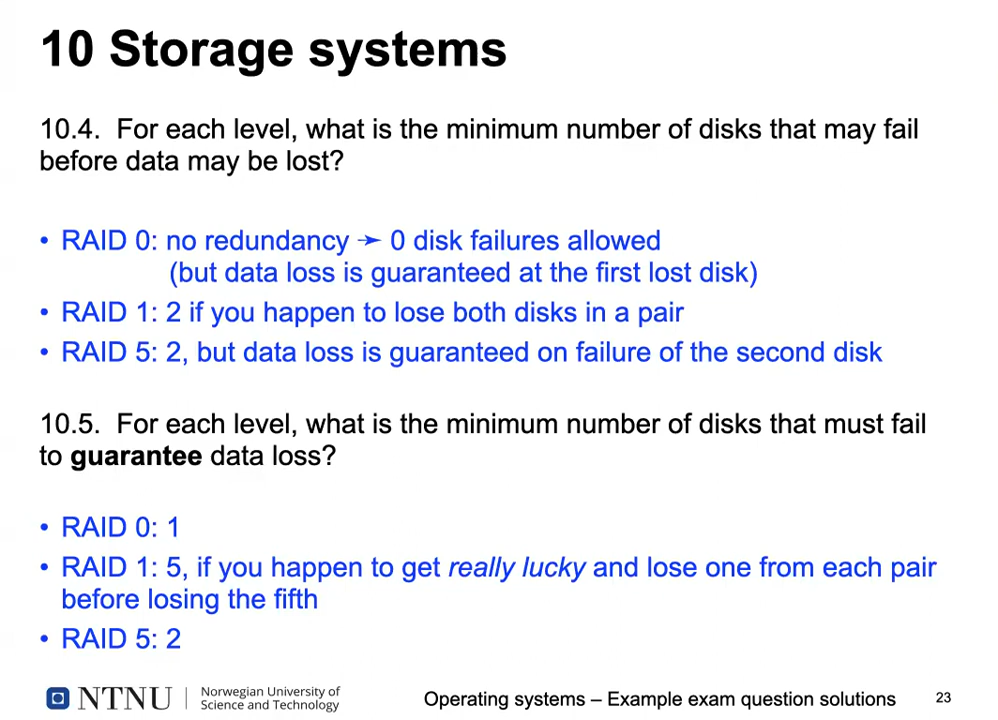 10 Storage systems
10.4. For each level, what is the minimum number of disks that may fail
before data may be lost?
• RAID 0: no redundancy ➛ 0 disk failures allowed
(but data loss is guaranteed at the first lost disk)
• RAID 1: 2 if you happen to lose both disks in a pair
• RAID 5: 2, but data loss is guaranteed on failure of the second disk
10.5. For each level, what is the minimum number of disks that must fail
to guarantee data loss?
• RAID 0: 1
• RAID 1: 5, if you happen to get really lucky and lose one from each pair
before losing the fifth
• RAID 5: 2
NTNU
Norwegian University of
Science and Technology
Operating systems – Example exam question solutions
23